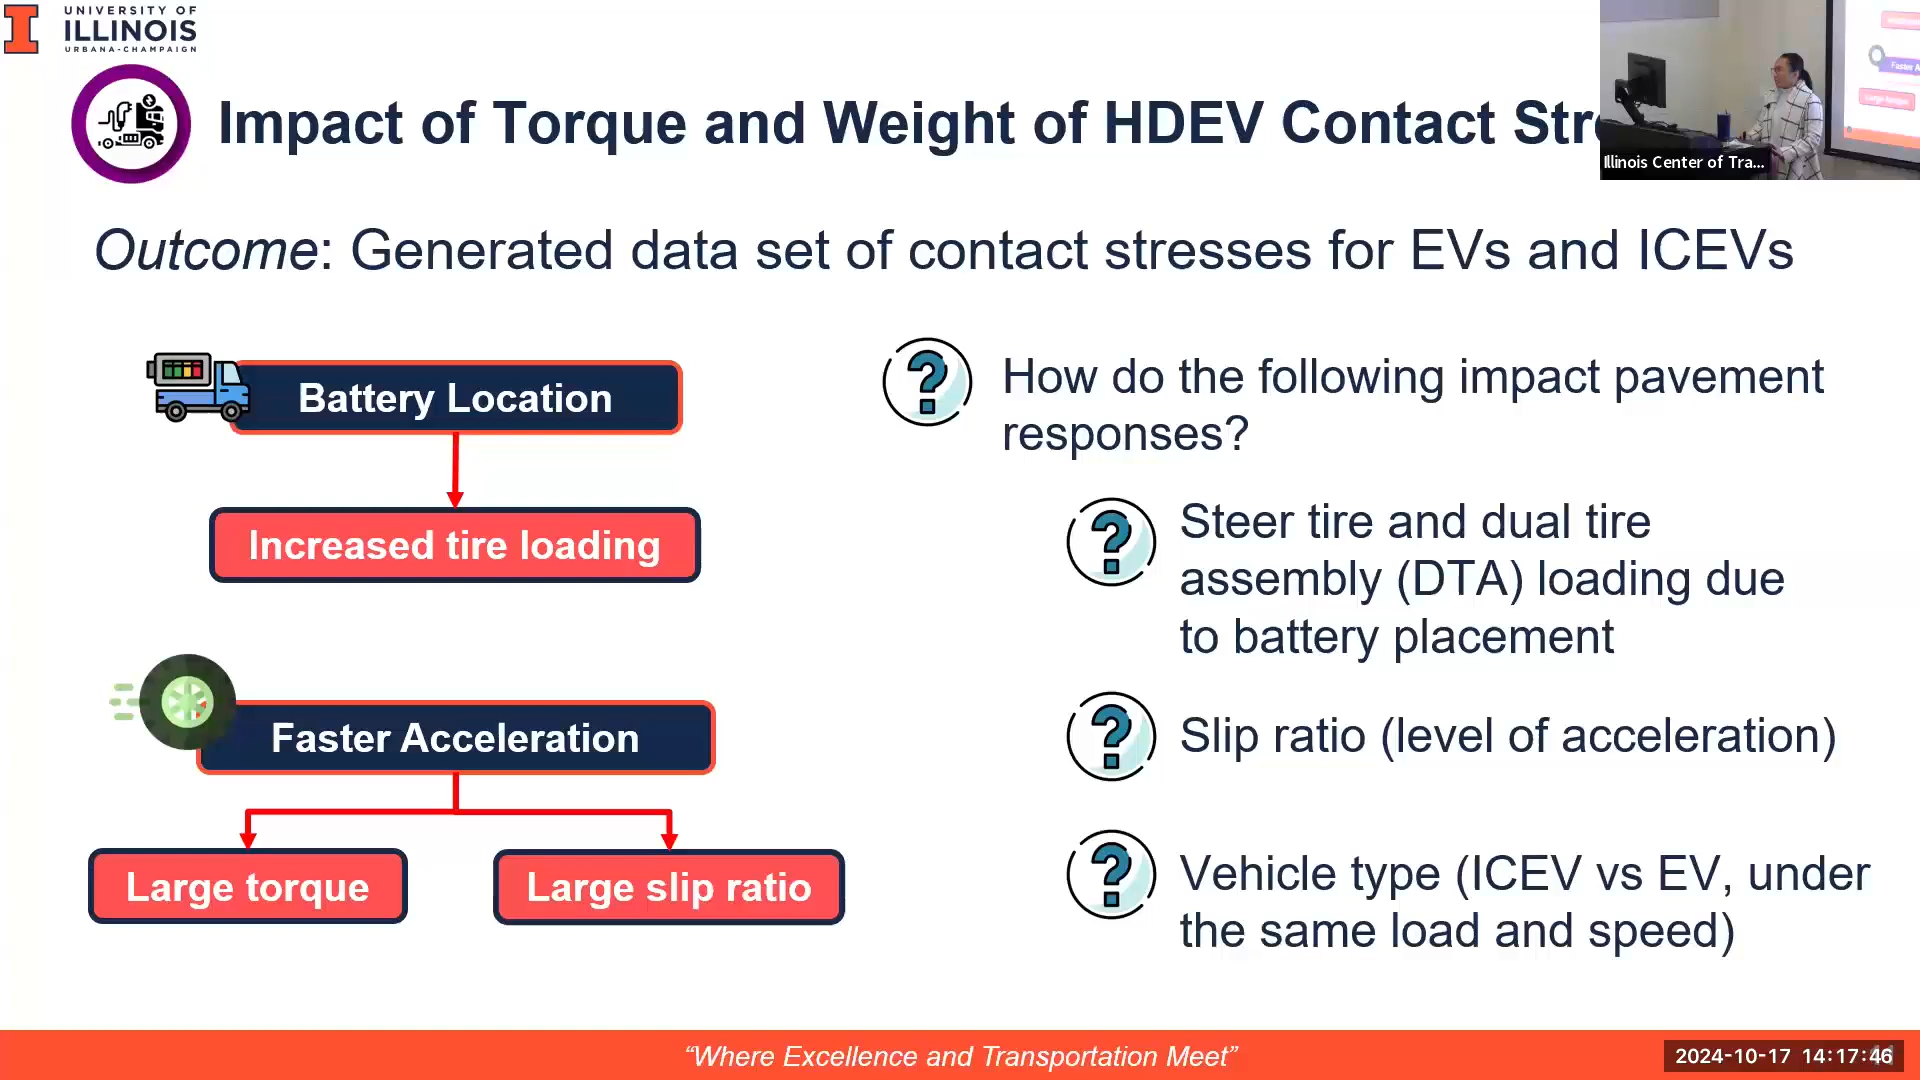 UNIVERSITY OF
ILLINOIS
URBANA-CHAMPAIGN
Impact of Torque and Weight of HDEV Contact
Illinois Center of Tra...
Outcome: Generated data set of contact stresses for EVs and ICEVs
Battery Location
Increased tire loading
Faster Acceleration
Large torque
Large slip ratio
How do the following impact pavement
responses?
Steer tire and dual tire
assembly (DTA) loading due
to battery placement
Slip ratio (level of acceleration)
Vehicle type (ICEV vs EV, under
the same load and speed)
“Where Excellence and Transportation Meet”
2024-10-17 14:17:46